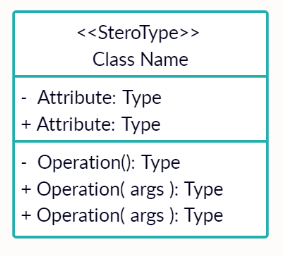 <<SteroType>>
Class Name
- Attribute: Type
+ Attribute: Type
- Operation(): Type
+ Operation( args ): Type
+ Operation( args ): Type